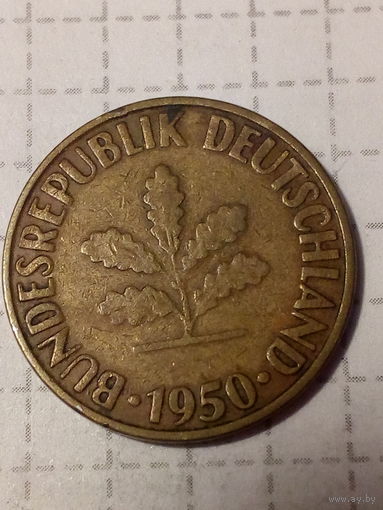 BUNDESREPUBLIK DEUTSCHLAND
· 1950 ·
www.ay.by